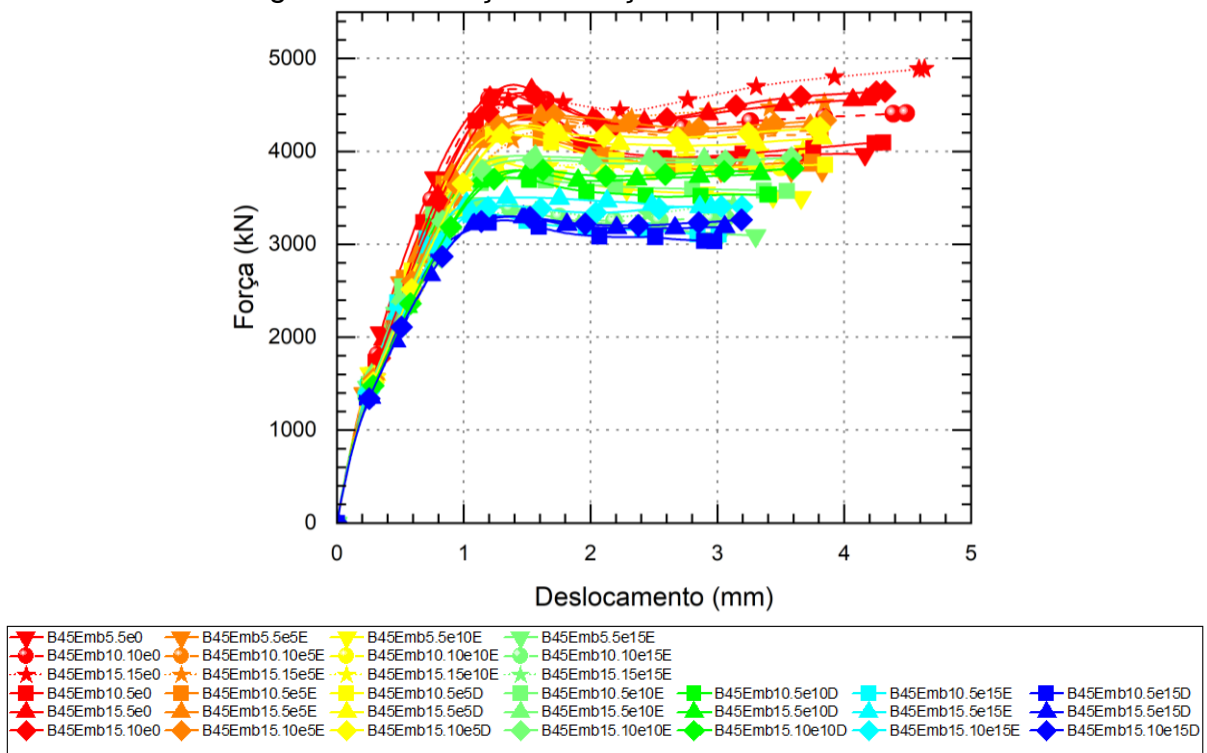 5000
4000
3000
2000
1000
0
Força (kN)
0 1 2 3 4 5
Deslocamento (mm)
B45Emb5.5e0 B45Emb5.5e5E B45Emb5.5e10E B45Emb5.5e15E
B45Emb10.10e0 B45Emb10.10e5E B45Emb10.10e10E B45Emb10.10e15E
B45Emb15.15e0 B45Emb15.15e5E B45Emb15.15e10E B45Emb15.15e15E
B45Emb10.5e0 B45Emb10.5e5E B45Emb10.5e5D B45Emb10.5e10E B45Emb10.5e10D B45Emb10.5e15E B45Emb10.5e15D
B45Emb15.5e0 B45Emb15.5e5E B45Emb15.5e5D B45Emb15.5e10E B45Emb15.5e10D B45Emb15.5e15E B45Emb15.5e15D
B45Emb15.10e0 B45Emb15.10e5E B45Emb15.10e5D B45Emb15.10e10E B45Emb15.10e10D B45Emb15.10e15E B45Emb15.10e15D